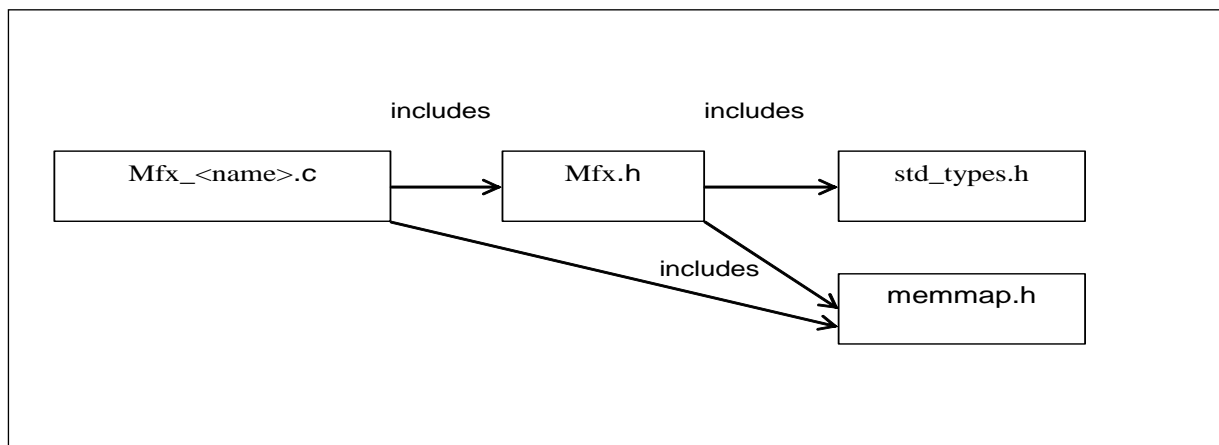 includes
includes
Mfx_<name>.c
Mfx.h
std_types.h
includes
memmap.h